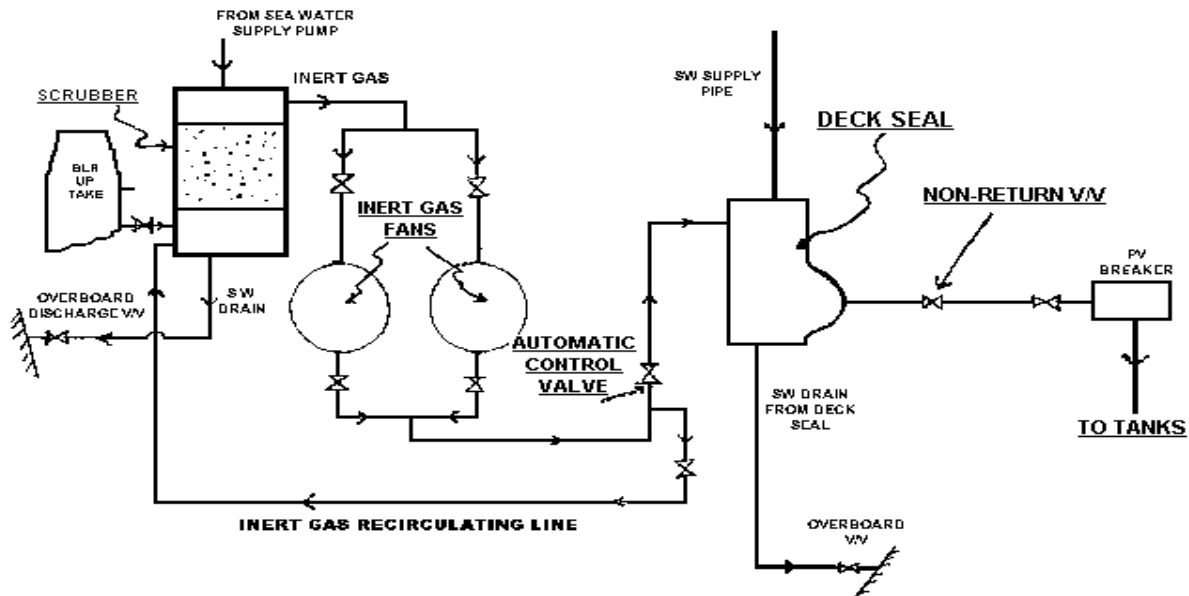 FROM SEA WATER
SUPPLY PUMP
INERT GAS
SCRUBBER
BLR
UP
TAKE
INERT GAS
FANS
OVERBOARD
DISCHARGE V/V
SW
DRAIN
AUTOMATIC
CONTROL
VALVE
INERT GAS RECIRCULATING LINE
SW SUPPLY
PIPE
DECK SEAL
NON-RETURN V/V
PV
BREAKER
SW DRAIN
FROM DECK
SEAL
TO TANKS
OVERBOARD
V/V